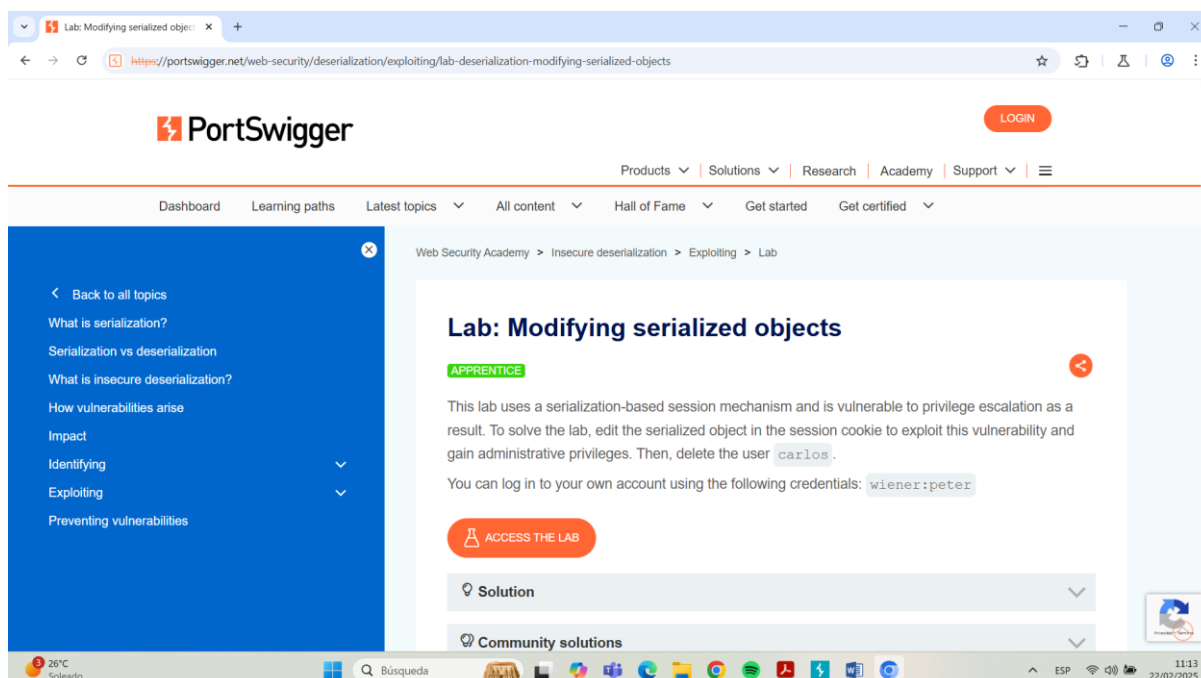 Lab: Modifying serialized objec
https://portswigger.net/web-security/deserialization/exploiting/lab-deserialization-modifying-serialized-objects
PortSwigger
LOGIN
Products
Solutions
Research
Academy
Support
Dashboard
Learning paths
Latest topics
All content
Hall of Fame
Get started
Get certified
Web Security Academy > Insecure deserialization > Exploiting > Lab
Back to all topics
What is serialization?
Serialization vs deserialization
What is insecure deserialization?
How vulnerabilities arise
Impact
Identifying
Exploiting
Preventing vulnerabilities
Lab: Modifying serialized objects
APPRENTICE
This lab uses a serialization-based session mechanism and is vulnerable to privilege escalation as a
result. To solve the lab, edit the serialized object in the session cookie to exploit this vulnerability and
gain administrative privileges. Then, delete the user carlos .
You can log in to your own account using the following credentials: wiener:peter
ACCESS THE LAB
Solution
Community solutions
3
26°C
Soleado
Búsqueda
ESP
11:13